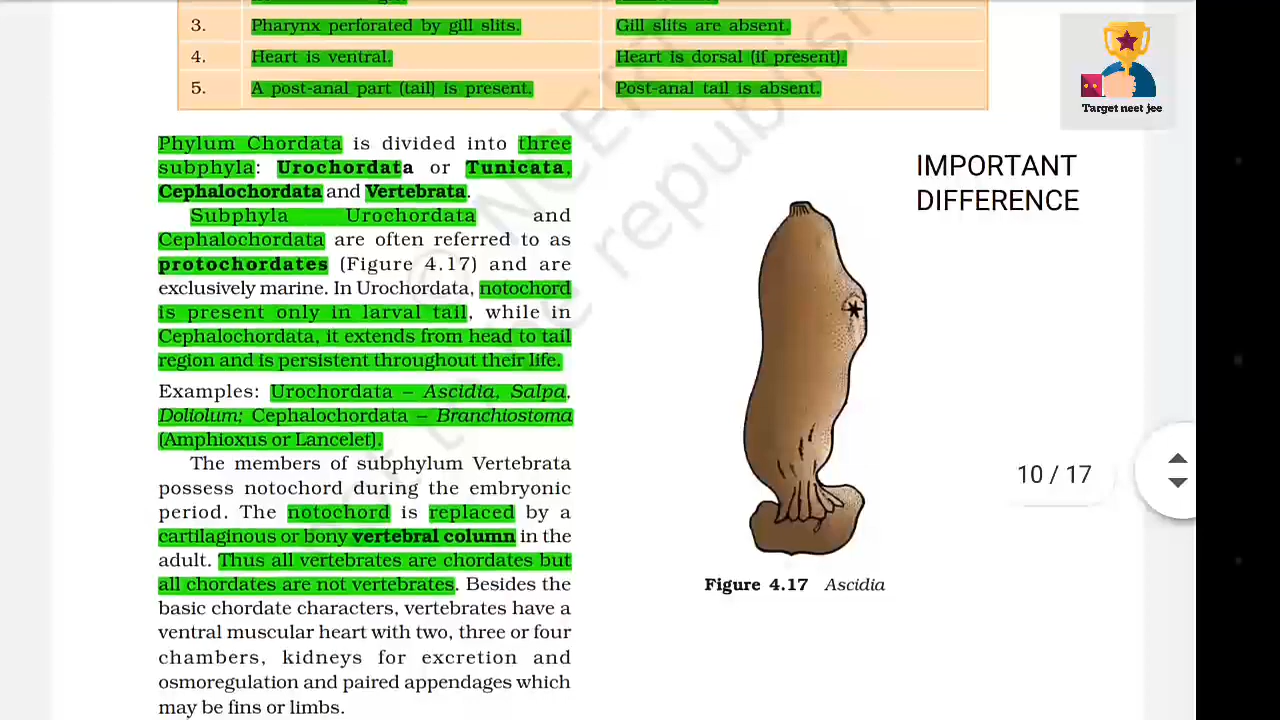 3. Pharynx perforated by gill slits. Gill slits are absent.
4. Heart is ventral. Heart is dorsal (if present).
5. A post-anal part (tail) is present. Post-anal tail is absent.
Target neet jee
Phylum Chordata is divided into three
subphyla: Urochordata or Tunicata,
Cephalochordata and Vertebrata.
Subphyla Urochordata and
Cephalochordata are often referred to as
protochordates (Figure 4.17) and are
exclusively marine. In Urochordata, notochord
is present only in larval tail, while in
Cephalochordata, it extends from head to tail
region and is persistent throughout their life.
Examples: Urochordata – Ascidia, Salpa,
Doliolum; Cephalochordata – Branchiostoma
(Amphioxus or Lancelet).
The members of subphylum Vertebrata
possess notochord during the embryonic
period. The notochord is replaced by a
cartilaginous or bony vertebral column in the
adult. Thus all vertebrates are chordates but
all chordates are not vertebrates. Besides the
basic chordate characters, vertebrates have a
ventral muscular heart with two, three or four
chambers, kidneys for excretion and
osmoregulation and paired appendages which
may be fins or limbs.
IMPORTANT
DIFFERENCE
10 / 17
Figure 4.17 Ascidia
© NCERT
republish